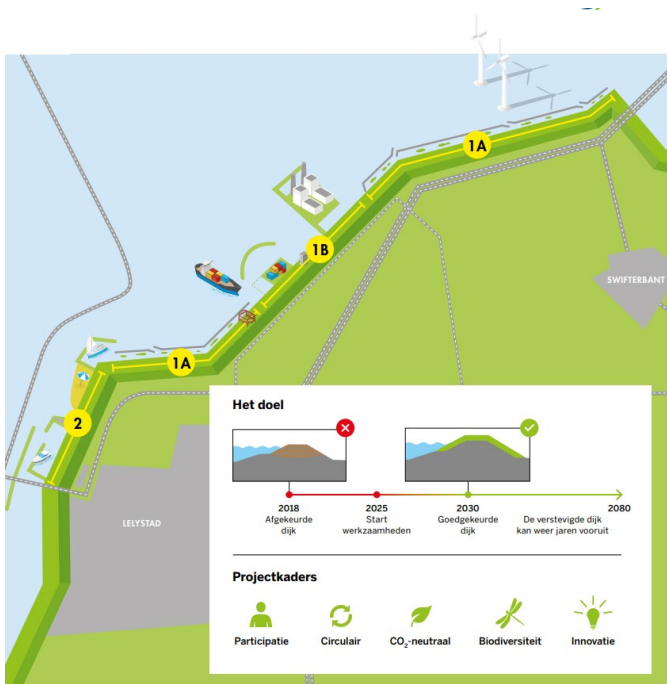 1A
1B
SWIFTERBANT
1A
2
LELYSTAD
Het doel
2018
2025
2030
2080
Afgekeurde
dijk
Start
werkzaamheden
Goedgekeurde
dijk
De verstevigde dijk
kan weer jaren vooruit
Projectkaders
Participatie
Circulair
CO₂-neutraal
Biodiversiteit
Innovatie